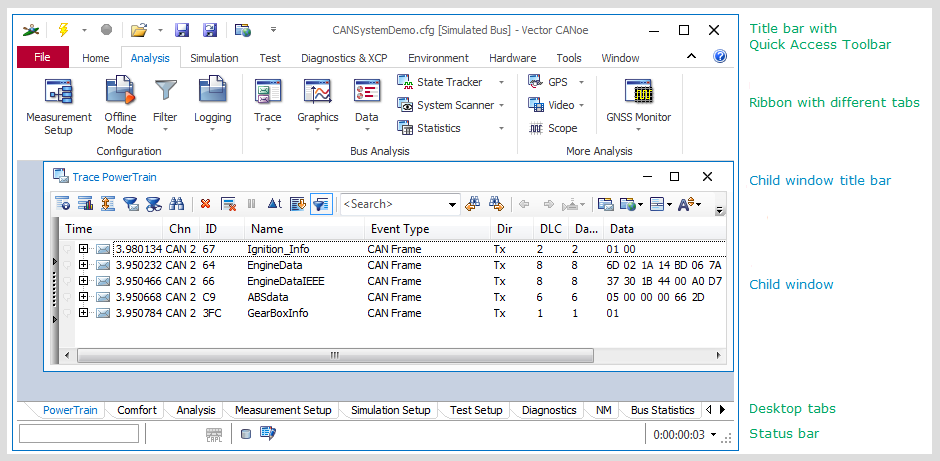 CANSystemDemo.cfg [Simulated Bus] - Vector CANoe
Title bar with
Quick Access Toolbar
File Home Analysis Simulation Test Diagnostics & XCP Environment Hardware Tools Window
Ribbon with different tabs
Measurement Setup
Offline Mode
Filter
Logging
Configuration
Trace
Graphics
Data
State Tracker
System Scanner
Statistics
Bus Analysis
GPS
Video
Scope
GNSS Monitor
More Analysis
Trace PowerTrain
Child window title bar
<Search>
Time Chn ID Name Event Type Dir DLC Da... Data
3.980134 CAN 2 67 Ignition_Info CAN Frame Tx 2 2 01 00
3.950232 CAN 2 64 EngineData CAN Frame Tx 8 8 6D 02 1A 14 BD 06 7A
3.950466 CAN 2 66 EngineDataIEEE CAN Frame Tx 8 8 37 30 1B 44 00 A0 D7
3.950668 CAN 2 C9 ABSdata CAN Frame Tx 6 6 05 00 00 00 66 2D
3.950784 CAN 2 3FC GearBoxInfo CAN Frame Tx 1 1 01
Child window
PowerTrain Comfort Analysis Measurement Setup Simulation Setup Test Setup Diagnostics NM Bus Statistics
Desktop tabs
CAPL
0:00:00:03
Status bar